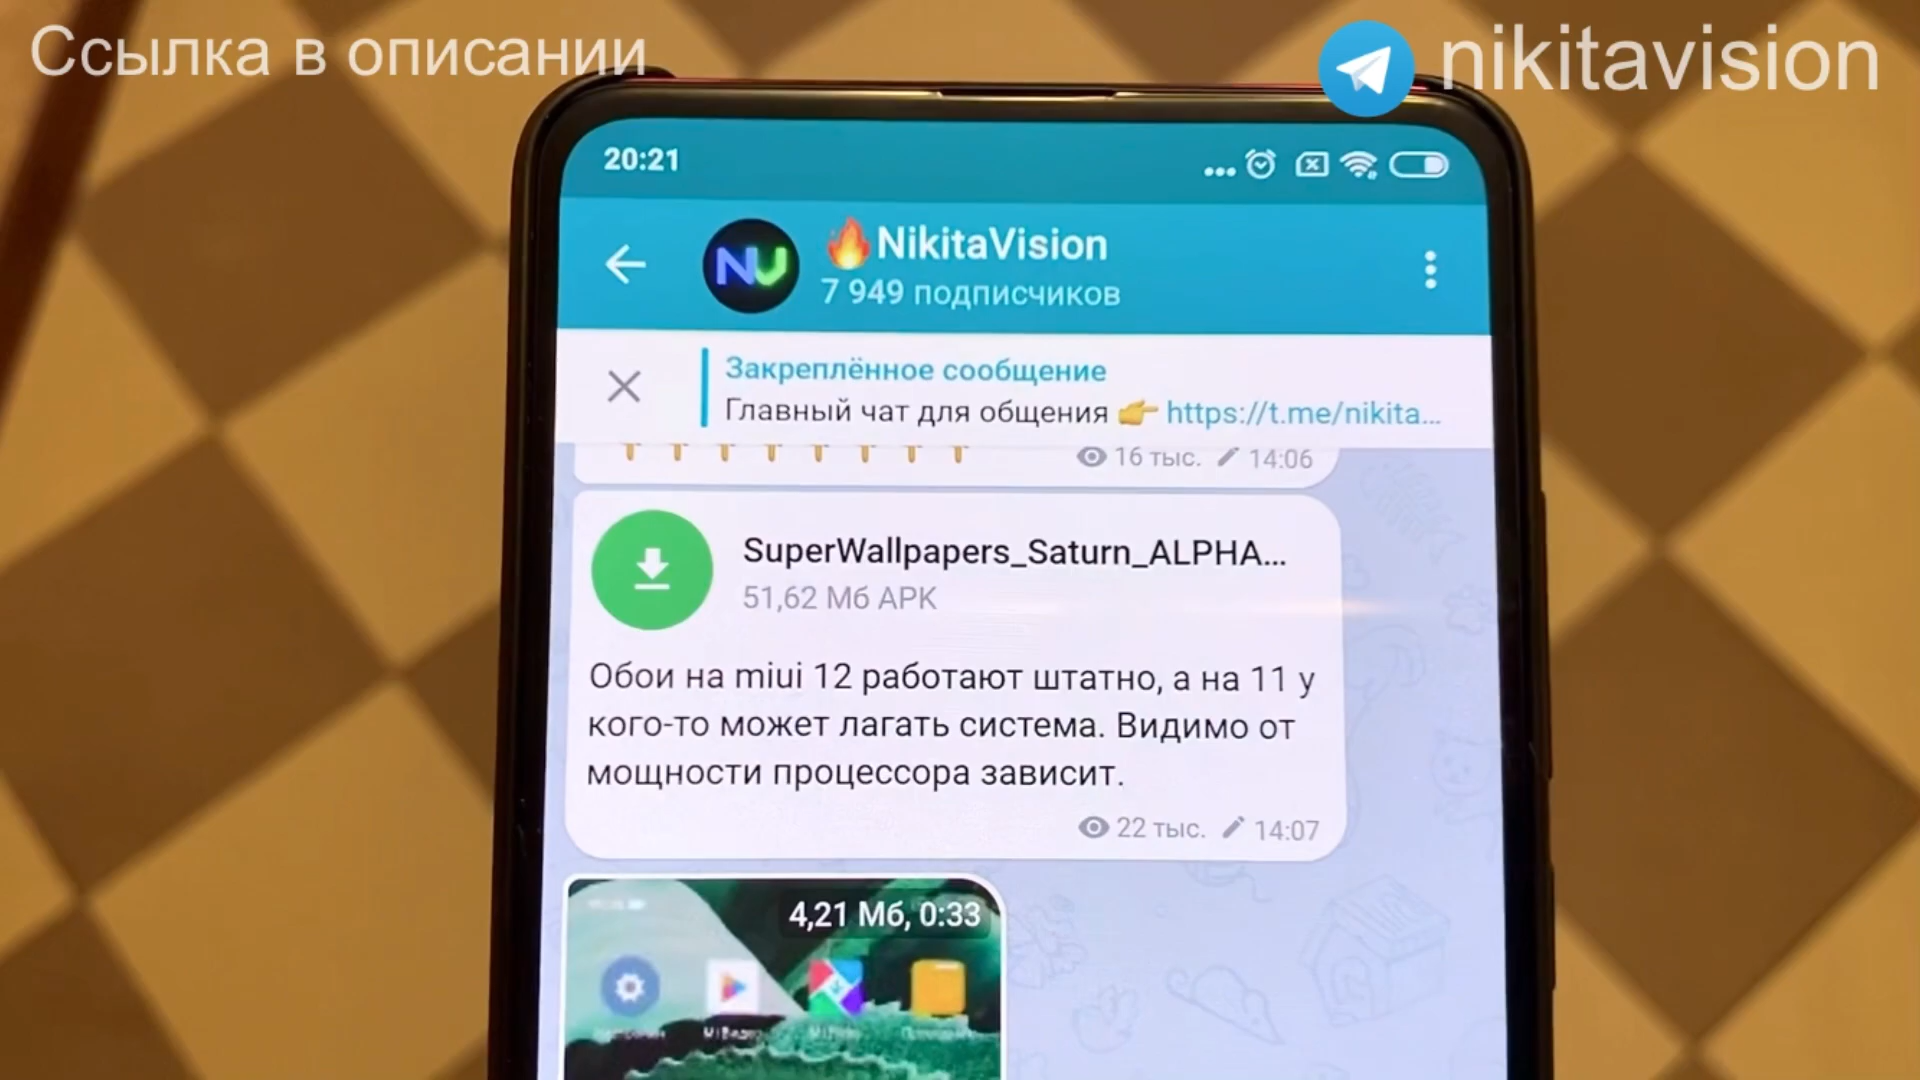 Ссылка в описании
nikitavision
20:21
NV
🔥NikitaVision
7 949 подписчиков
Закреплённое сообщение
Главный чат для общения 👉 https://t.me/nikita...
16 тыс. 14:06
SuperWallpapers_Saturn_ALPHA...
51,62 Мб APK
Обои на miui 12 работают штатно, а на 11 у
кого-то может лагать система. Видимо от
мощности процессора зависит.
22 тыс. 14:07
4,21 Мб, 0:33